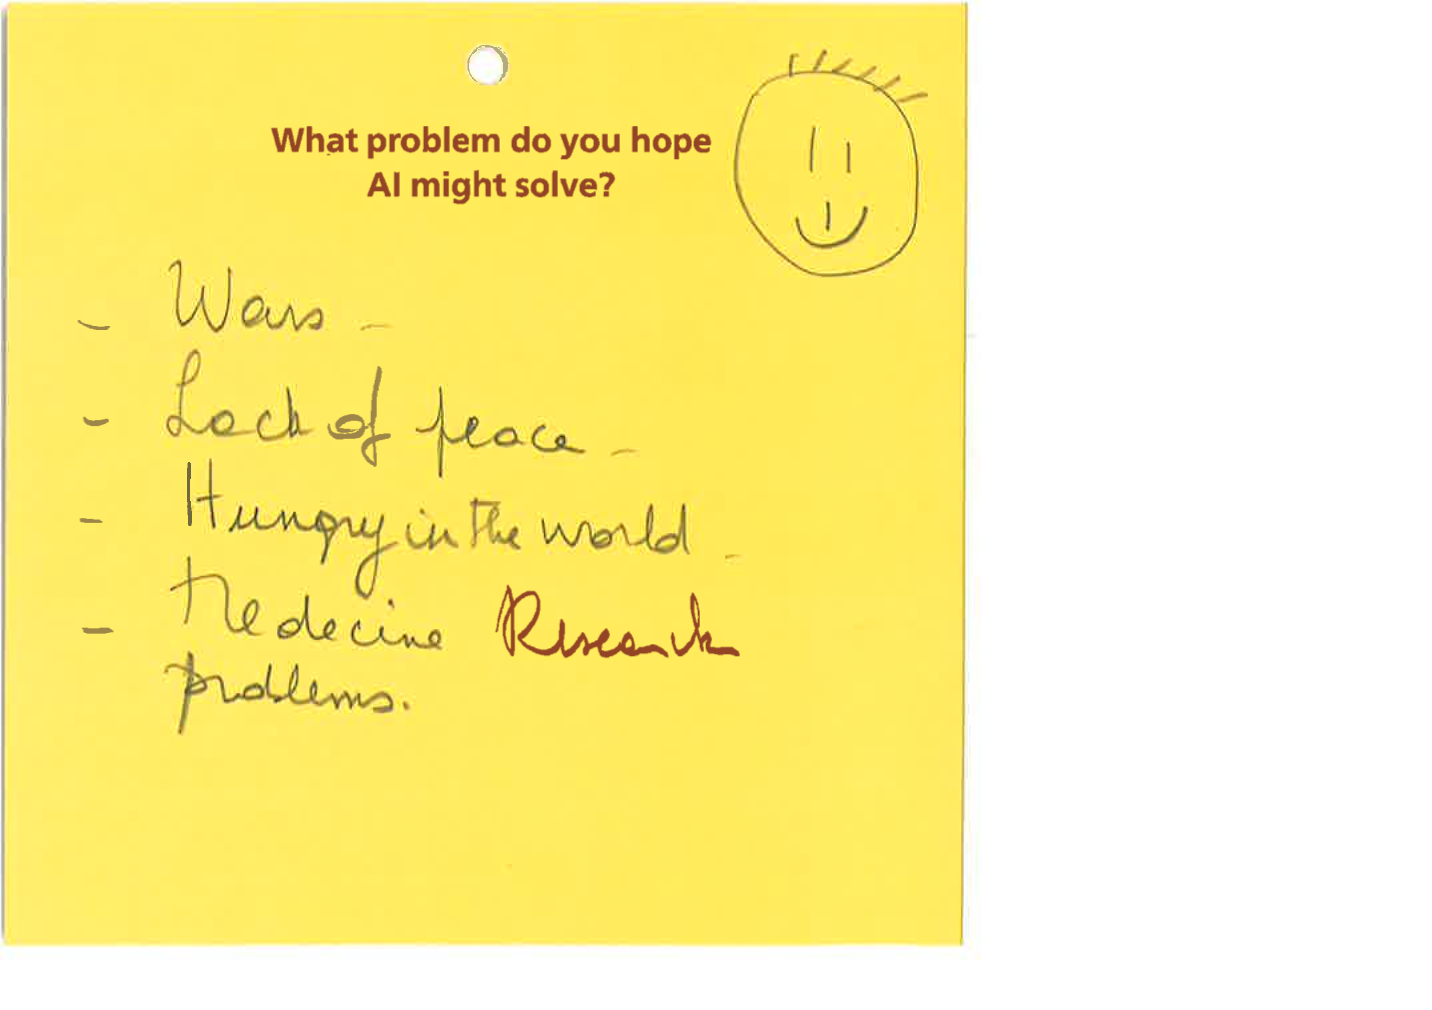 What problem do you hope
AI might solve?
- Wars -
- Lack of peace -
- Hungry in the world -
- Medecine Research
problems.